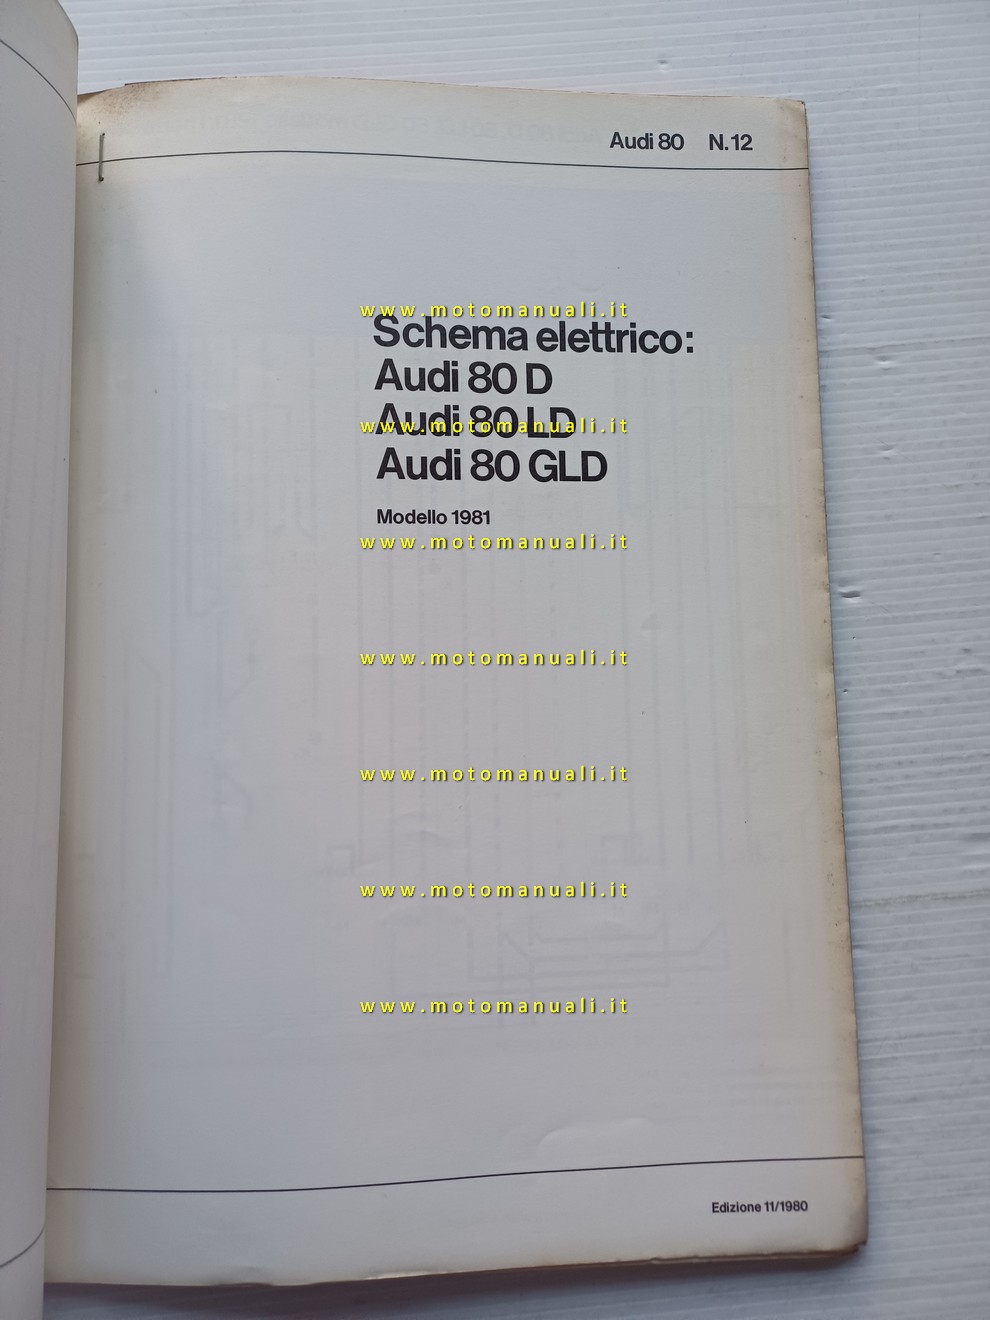 Audi 80 N.12
www.motomanuali.it
Schema elettrico:
Audi 80 D
Audi 80 LD
www.motomanuali.it
Audi 80 GLD
Modello 1981
www.motomanuali.it
www.motomanuali.it
www.motomanuali.it
www.motomanuali.it
www.motomanuali.it
Edizione 11/1980